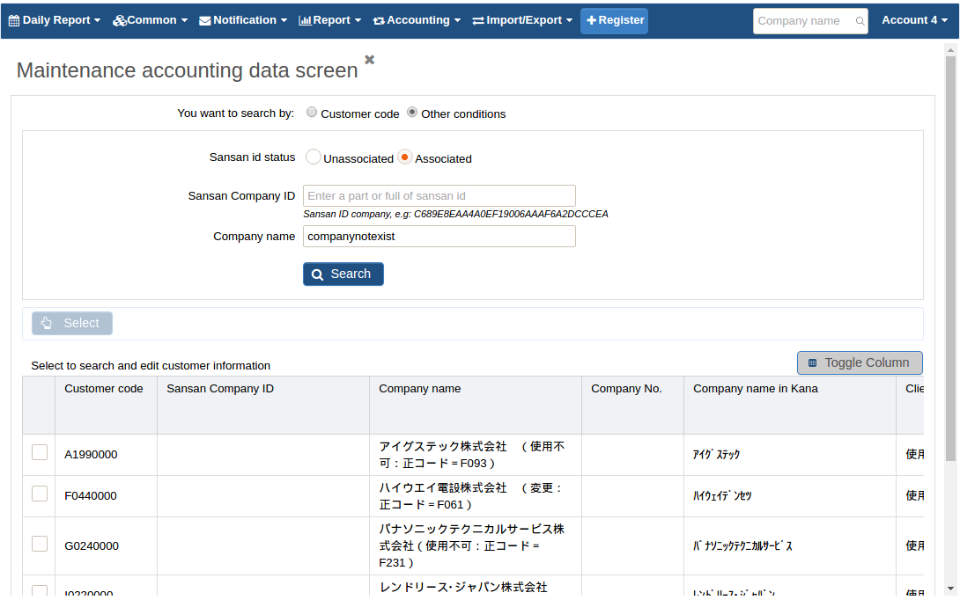 Daily Report Common Notification Report Accounting Import/Export Register Company name Account 4
Maintenance accounting data screen
You want to search by: Customer code Other conditions
Sansan id status Unassociated Associated
Sansan Company ID Enter a part or full of sansan id
Sansan ID company, e.g: C689E8EAA4A0EF19006AAAF6A2DCCCEA
Company name companynotexist
Search
Select
Select to search and edit customer information Toggle Column
Customer code Sansan Company ID Company name Company No. Company name in Kana Clie
A1990000 アイグステック株式会社 （使用不 ｱｲｸﾞｽﾃｯｸ 使用
可：正コード＝F093）
F0440000 ハイウエイ電設株式会社 （変更： ﾊｲｳｪｲﾃﾞﾝｾﾂ 使用
正コード＝F061）
G0240000 パナソニックテクニカルサービス株 ﾊﾟﾅｿﾆｯｸﾃｸﾆｶﾙｻｰﾋﾞｽ 使用
式会社（使用不可：正コード＝
F231）
I0220000 レンドリース･ジャパン株式会社 ﾚﾝﾄﾞﾘｰｽ･ｼﾞｬﾊﾟﾝ 使用